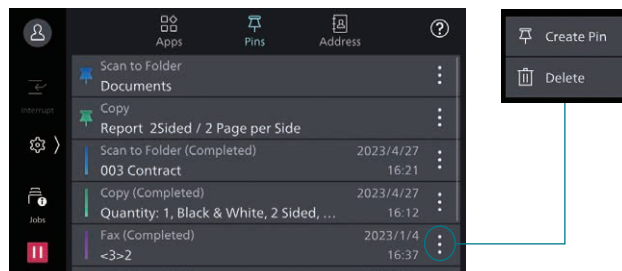 Apps
Pins
Address
Interrupt
Jobs
Scan to Folder
Documents
Copy
Report 2Sided / 2 Page per Side
Scan to Folder (Completed)
2023/4/27
003 Contract
16:21
Copy (Completed)
2023/4/27
Quantity: 1, Black & White, 2 Sided, ...
16:12
Fax (Completed)
2023/1/4
<3>2
16:37
Create Pin
Delete